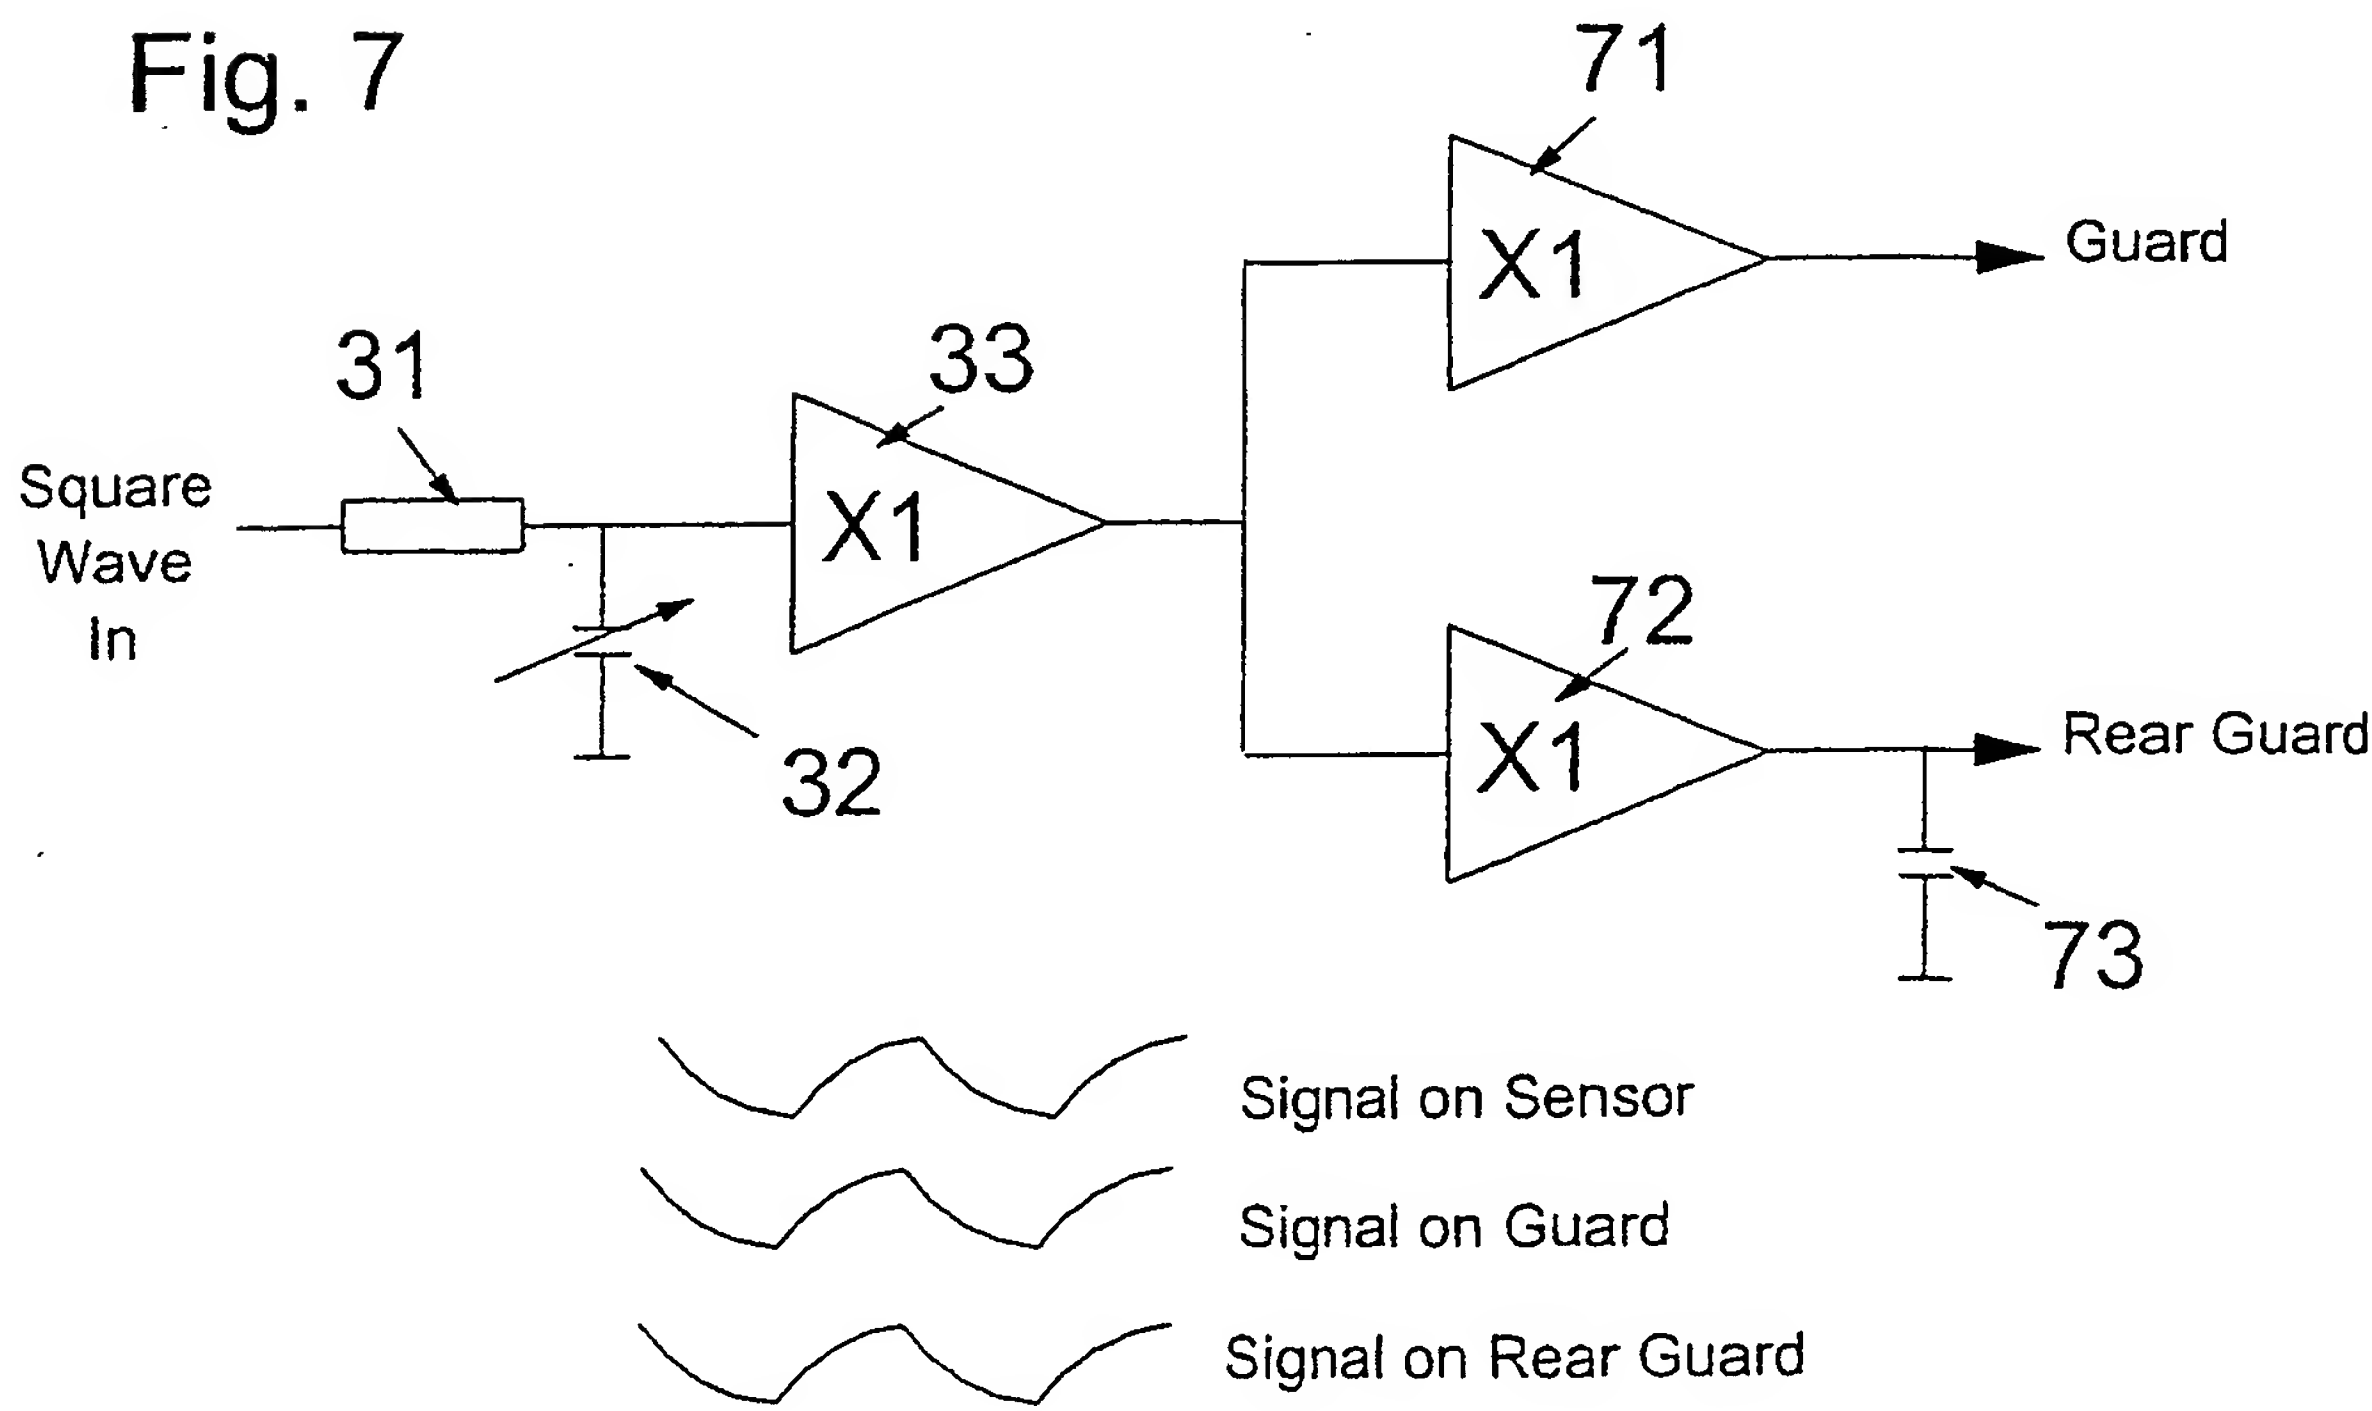 Fig. 7
71
X1
Guard
33
31
Square
Wave
In
X1
32
72
X1
Rear Guard
73
Signal on Sensor
Signal on Guard
Signal on Rear Guard